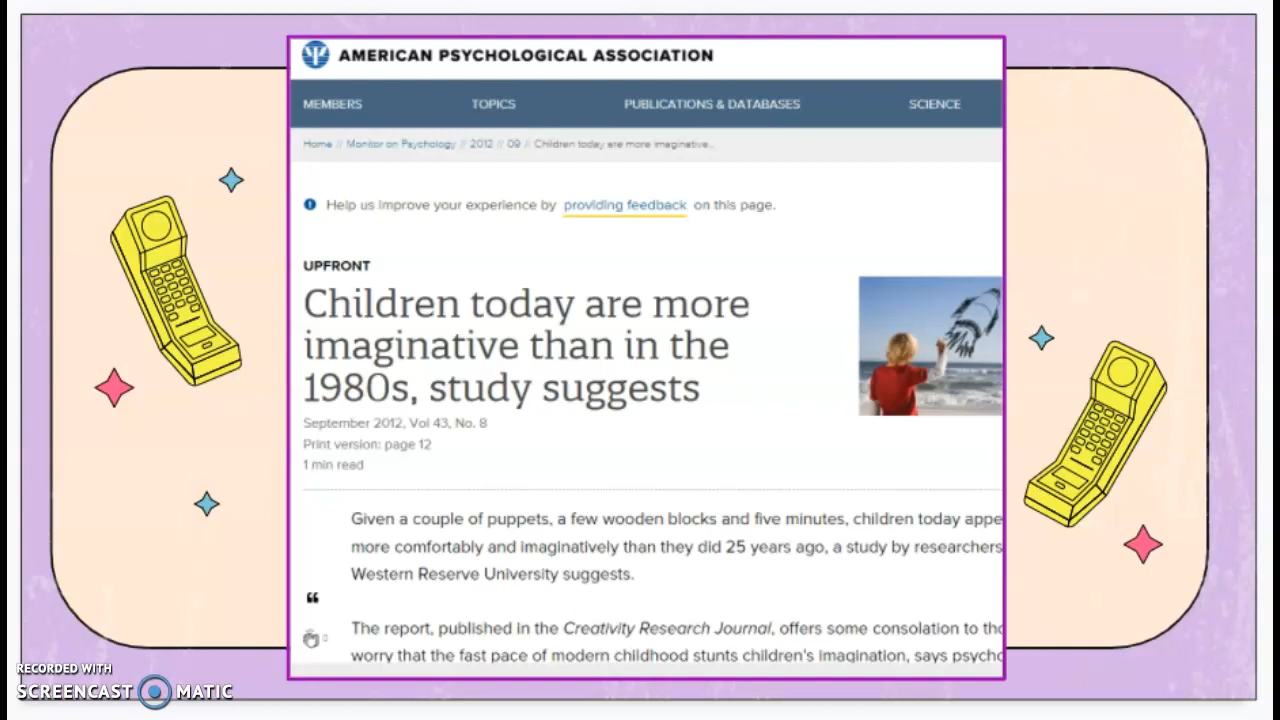 AMERICAN PSYCHOLOGICAL ASSOCIATION
MEMBERS TOPICS PUBLICATIONS & DATABASES SCIENCE
Home // Monitor on Psychology // 2012 // 09 // Children today are more imaginative...
Help us improve your experience by providing feedback on this page.
UPFRONT
Children today are more
imaginative than in the
1980s, study suggests
September 2012, Vol 43, No. 8
Print version: page 12
1 min read
Given a couple of puppets, a few wooden blocks and five minutes, children today appe
more comfortably and imaginatively than they did 25 years ago, a study by researchers
Western Reserve University suggests.
❝
0
The report, published in the Creativity Research Journal, offers some consolation to tho
worry that the fast pace of modern childhood stunts children's imagination, says psycho
RECORDED WITH
SCREENCAST MATIC